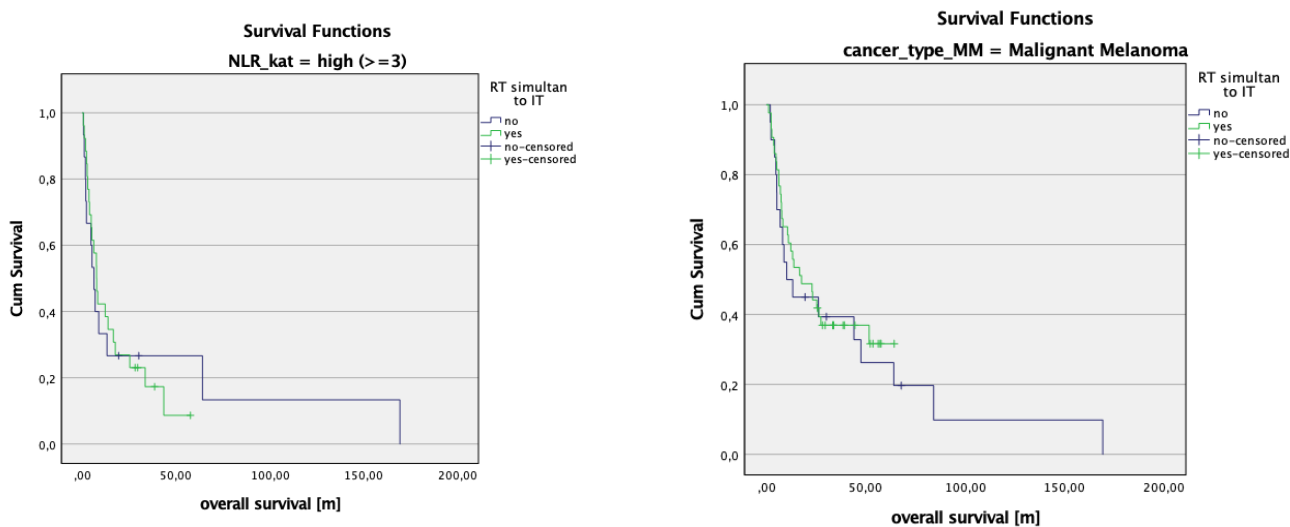 Survival Functions
NLR_kat = high (>=3)
RT simultan
to IT
no
yes
no-censored
yes-censored
Cum Survival
1,0
0,8
0,6
0,4
0,2
0,0
,00
50,00
100,00
150,00
200,00
overall survival [m]
Survival Functions
cancer_type_MM = Malignant Melanoma
RT simultan
to IT
no
yes
no-censored
yes-censored
Cum Survival
1,0
0,8
0,6
0,4
0,2
0,0
,00
50,00
100,00
150,00
200,00
overall survival [m]